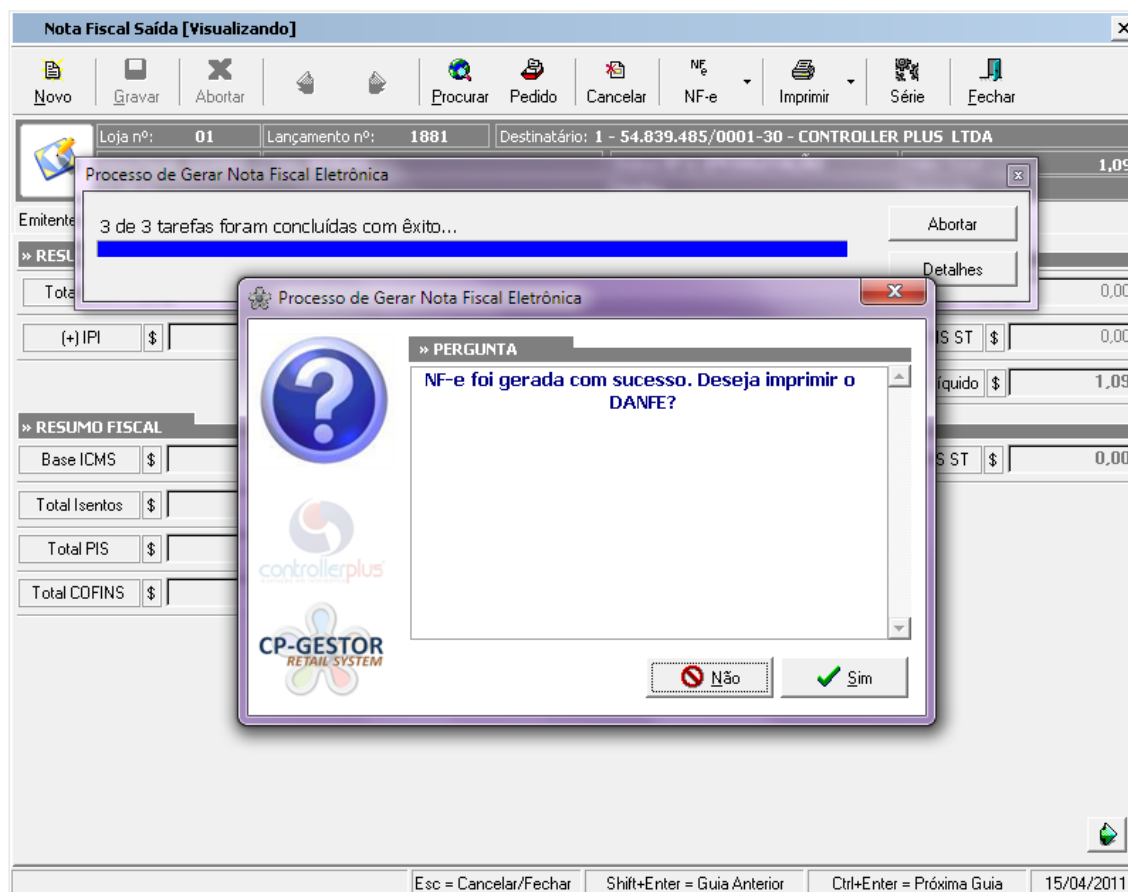 Nota Fiscal Saída [Visualizando]
Novo Gravar Abortar Procurar Pedido Cancelar NF-e Imprimir Série Fechar
Loja nº: 01 Lançamento nº: 1881 Destinatário: 1 - 54.839.485/0001-30 - CONTROLLER PLUS LTDA
1,09
Processo de Gerar Nota Fiscal Eletrônica
Emitente
3 de 3 tarefas foram concluídas com êxito...
Abortar
Detalhes
» RESU
Tota
0,00
Processo de Gerar Nota Fiscal Eletrônica
(+) IPI $
S ST $ 0,00
» PERGUNTA
NF-e foi gerada com sucesso. Deseja imprimir o
DANFE?
íquido $ 1,09
» RESUMO FISCAL
Base ICMS $
S ST $ 0,00
Total Isentos $
Total PIS $
Total COFINS $
controllerplus
CP-GESTOR
RETAIL SYSTEM
Não Sim
Esc = Cancelar/Fechar Shift+Enter = Guia Anterior Ctrl+Enter = Próxima Guia 15/04/2011